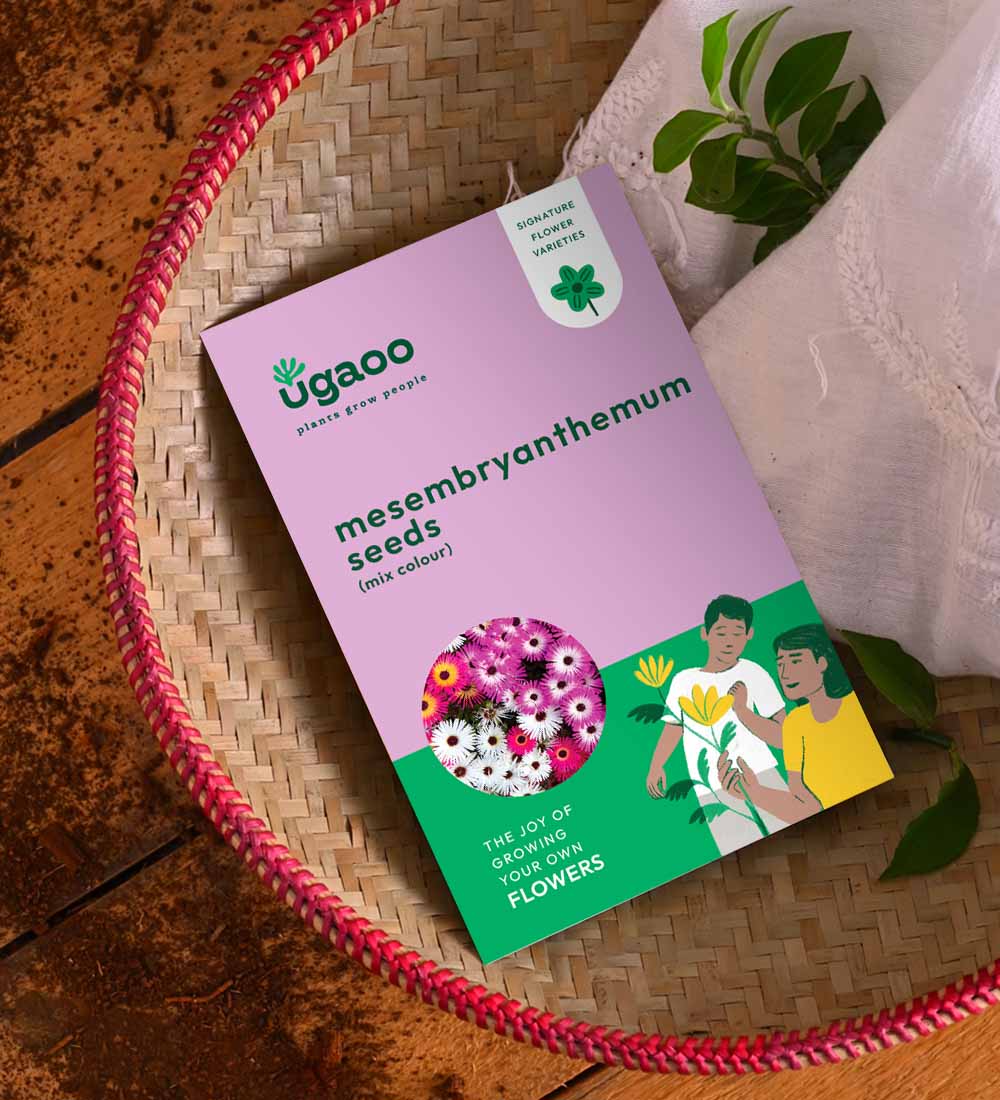 SIGNATURE
FLOWER
VARIETIES
ugaoo
plants grow people
mesembryanthemum
seeds
(mix colour)
THE JOY OF
GROWING
YOUR OWN
FLOWERS